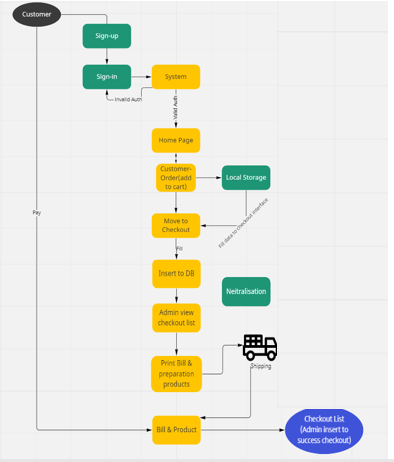 Customer
Sign-up
Sign-in
System
Invalid Auth
Valid Auth
Home Page
Customer-
Order(add
to cart)
Local Storage
Move to
Checkout
Fill data to checkout interface
Pay
Insert to DB
Neitralisation
Admin view
checkout list
Print Bill &
preparation
products
Shipping
Bill & Product
Checkout List
(Admin insert to
success checkout)